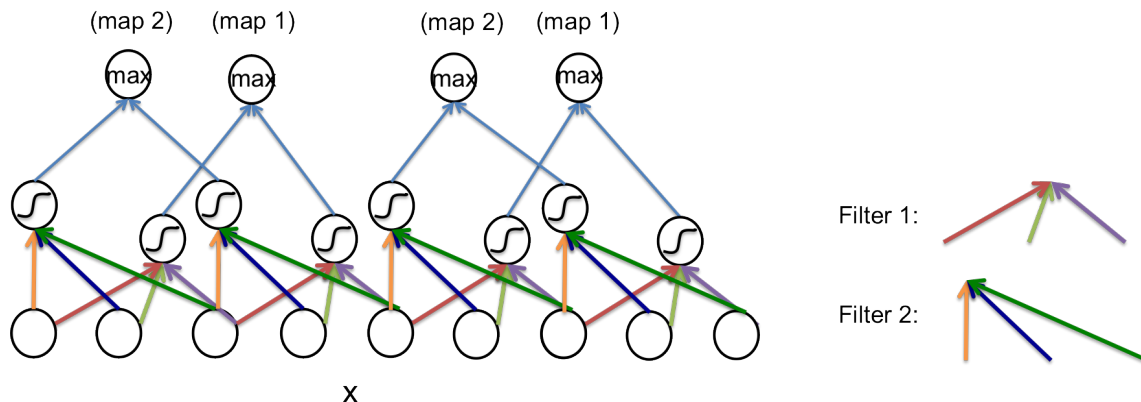 (map 2) (map 1) (map 2) (map 1)
max max max max
Filter 1:
Filter 2:
x